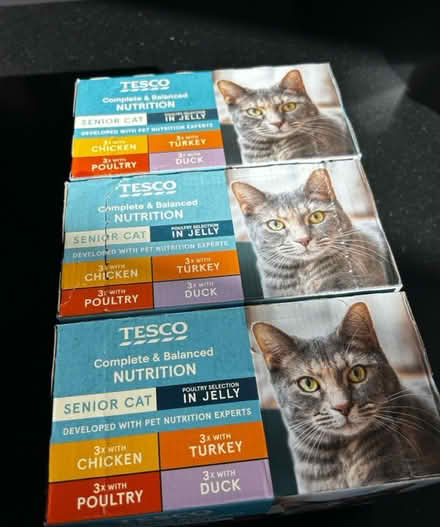 TESCO
Complete & Balanced
NUTRITION
SENIOR CAT
POULTRY SELECTION
IN JELLY
DEVELOPED WITH PET NUTRITION EXPERTS
3X WITH
CHICKEN
3X WITH
TURKEY
3X WITH
POULTRY
3X WITH
DUCK
TESCO
Complete & Balanced
NUTRITION
SENIOR CAT
POULTRY SELECTION
IN JELLY
DEVELOPED WITH PET NUTRITION EXPERTS
3X WITH
CHICKEN
3X WITH
TURKEY
3X WITH
POULTRY
3X WITH
DUCK
TESCO
Complete & Balanced
NUTRITION
SENIOR CAT
POULTRY SELECTION
IN JELLY
DEVELOPED WITH PET NUTRITION EXPERTS
3X WITH
CHICKEN
3X WITH
TURKEY
3X WITH
POULTRY
3X WITH
DUCK